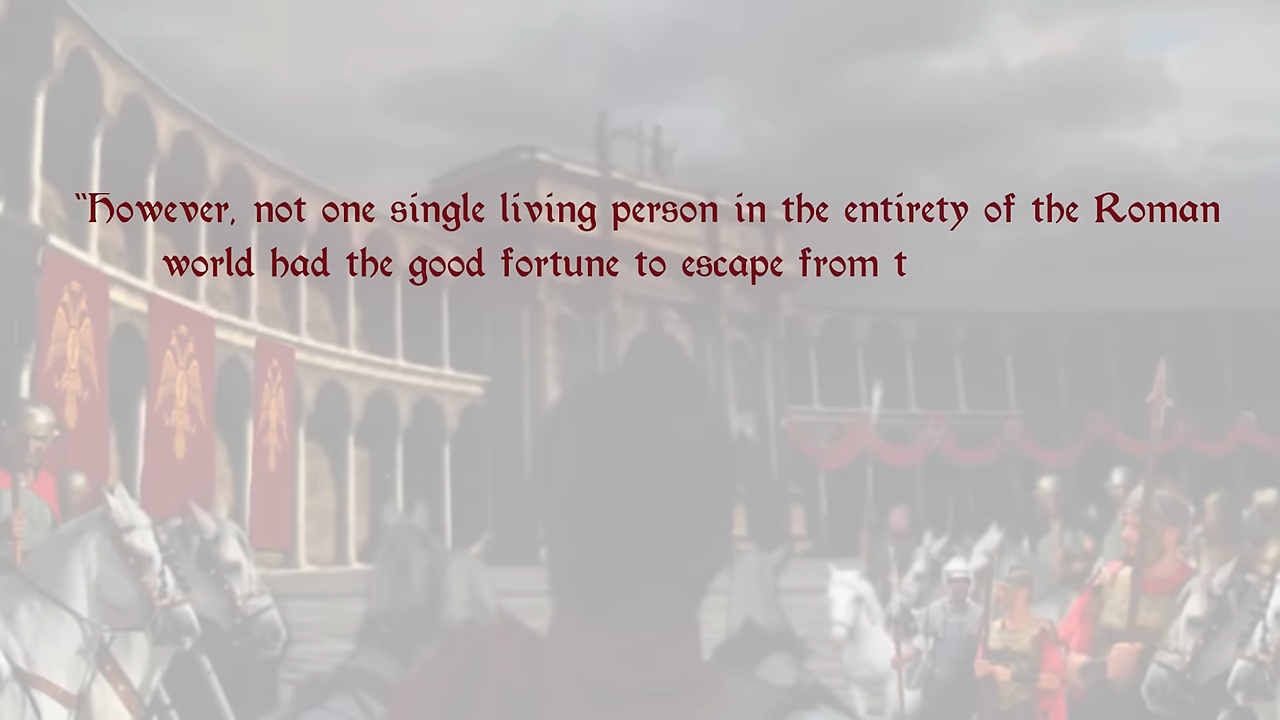 “However, not one single living person in the entirety of the Roman
world had the good fortune to escape from t